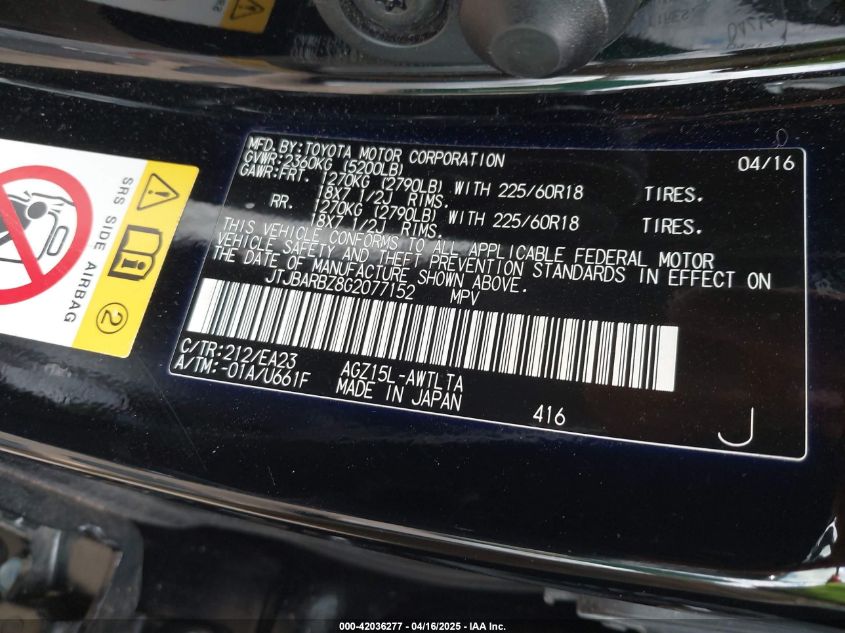 MFD. BY: TOYOTA MOTOR CORPORATION 04/16
GVWR: 2360KG (5200LB)
GAWR: FRT. 1270KG (2790LB) WITH 225/60R18 TIRES.
18X7 1/2J RIMS.
RR. 1270KG (2790LB) WITH 225/60R18 TIRES.
18X7 1/2J RIMS.
THIS VEHICLE CONFORMS TO ALL APPLICABLE FEDERAL MOTOR
VEHICLE SAFETY AND THEFT PREVENTION STANDARDS IN EFFECT ON
THE DATE OF MANUFACTURE SHOWN ABOVE.
JTJBARBZ8G2077152 MPV
C/TR: 212/EA23 AGZ15L-AWTLTA
A/TM: -01A/U661F MADE IN JAPAN
416 J
SRS SIDE AIRBAG
2
000-42036277 - 04/16/2025 - IAA Inc.